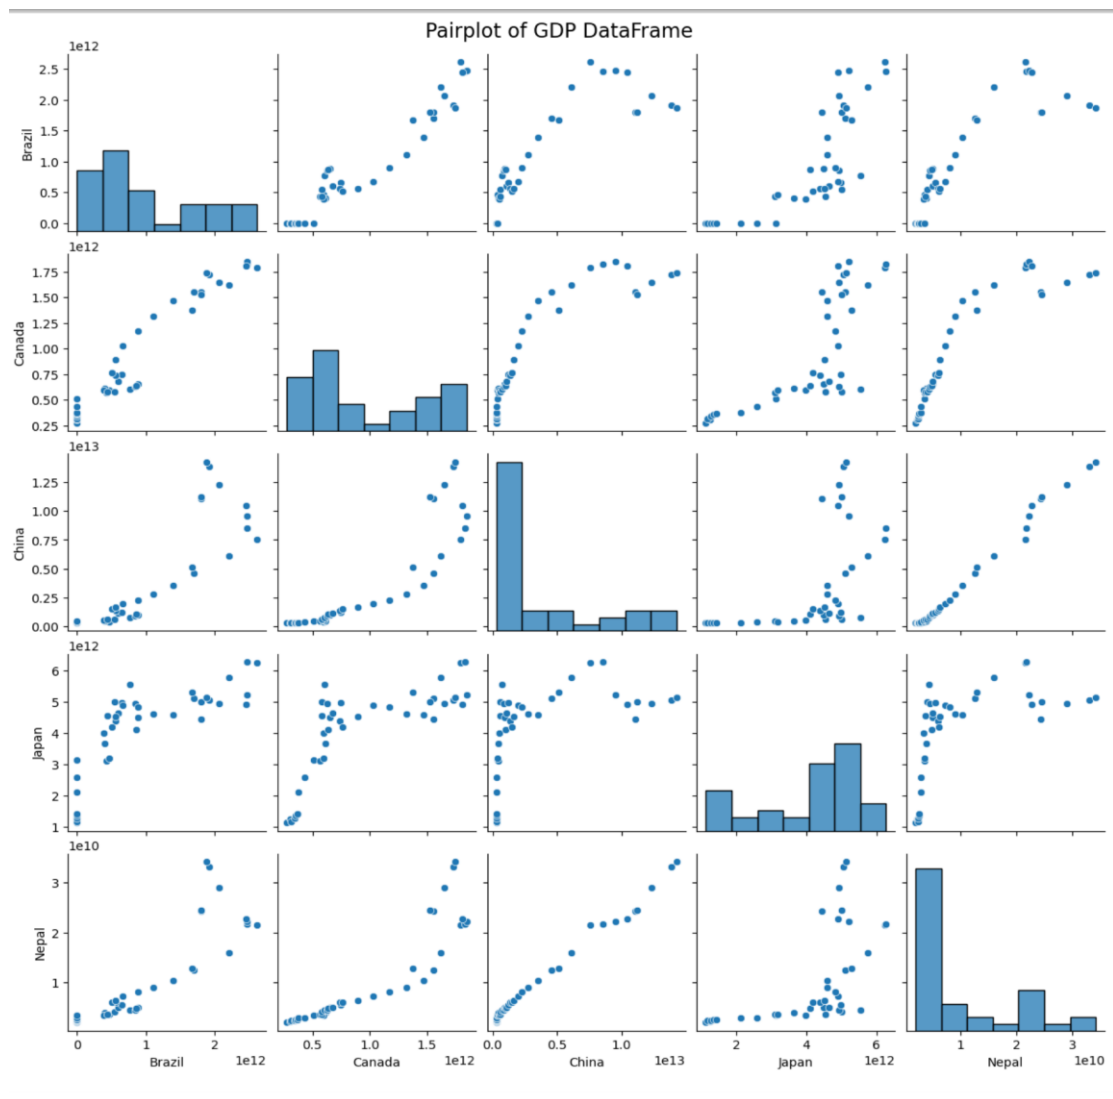 Pairplot of GDP DataFrame
1e12
2.5
2.0
1.5
1.0
0.5
0.0
Brazil
1e12
1.75
1.50
1.25
1.00
0.75
0.50
0.25
Canada
1e13
1.25
1.00
0.75
0.50
0.25
0.00
China
1e12
6
5
4
3
2
1
Japan
1e10
3
2
1
Nepal
0 1 2
Brazil 1e12
0.5 1.0 1.5
Canada 1e12
0.0 1.0
China 1e13
2 4 6
Japan 1e12
1 2 3
Nepal 1e10